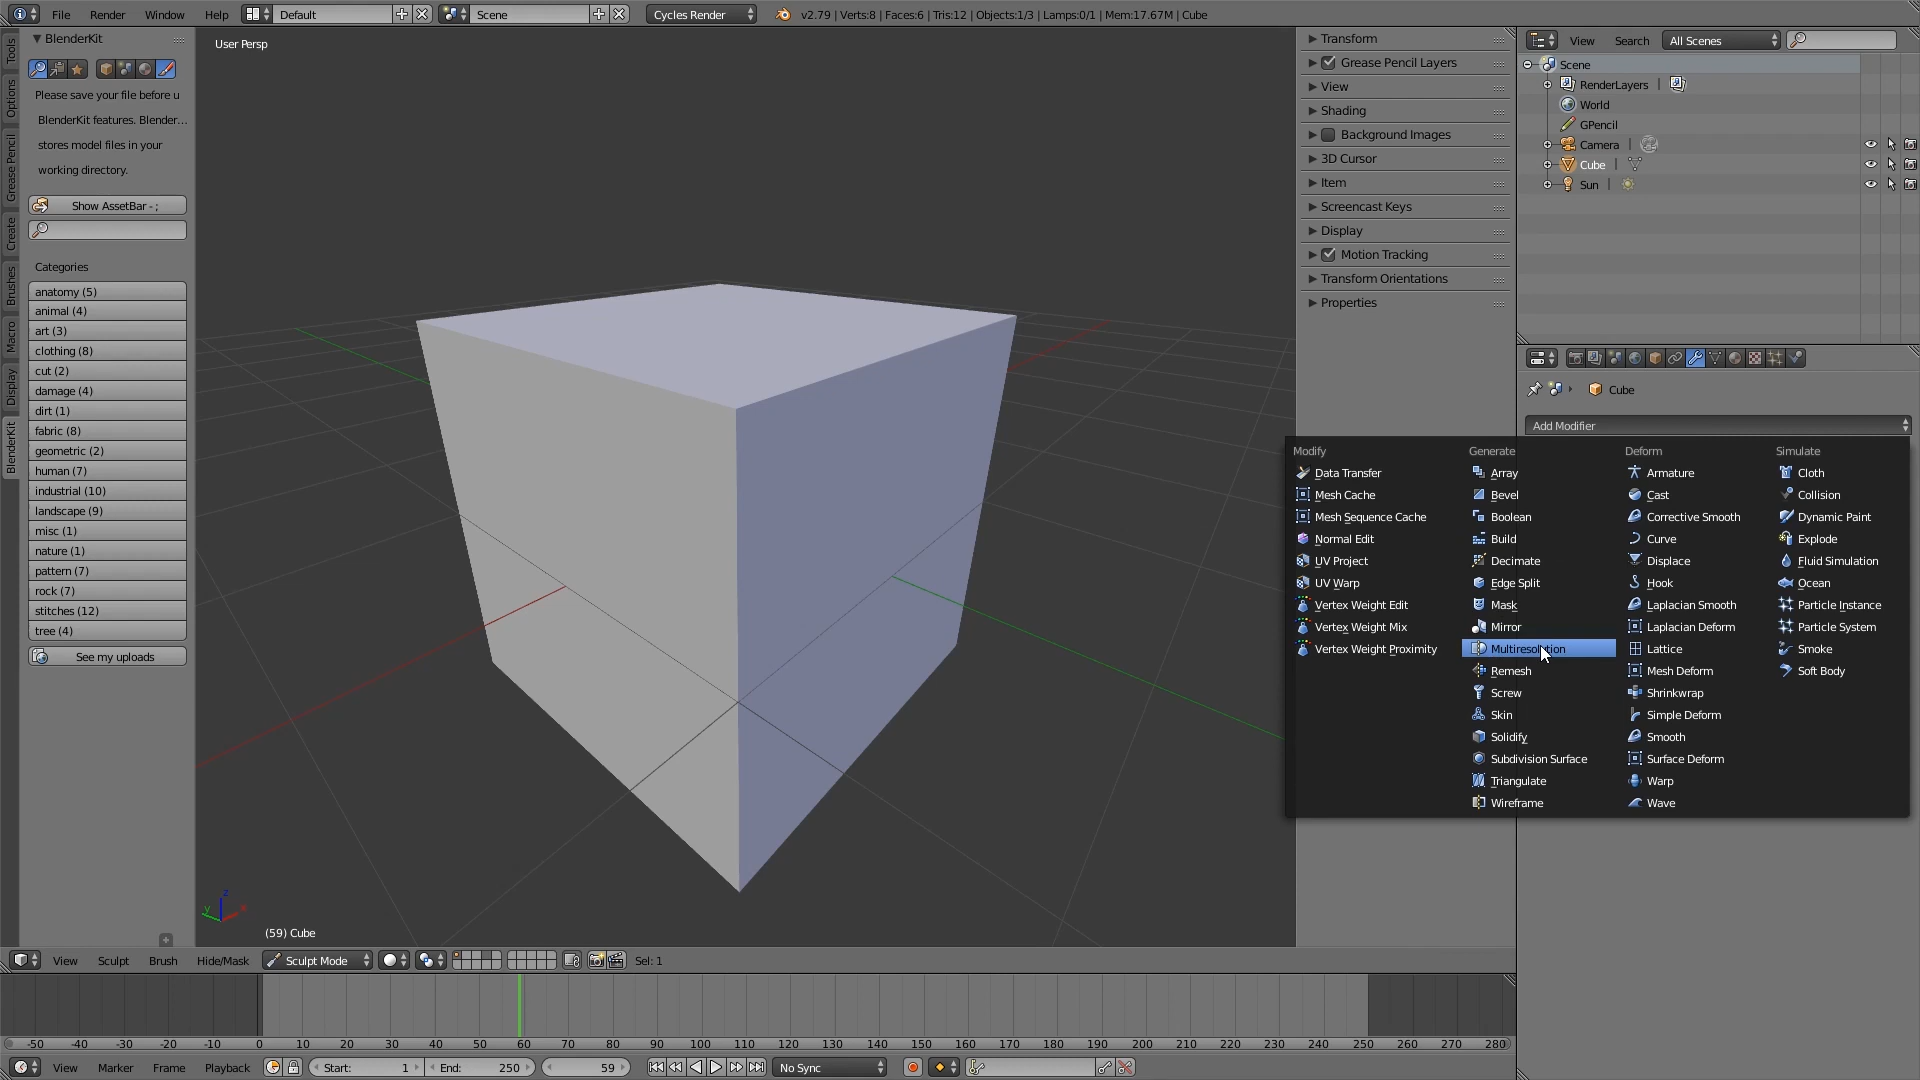 File Render Window Help Default Scene Cycles Render v2.79 | Verts:8 | Faces:6 | Tris:12 | Objects:1/3 | Lamps:0/1 | Mem:17.67M | Cube
Tools
Options
Grease Pencil
Create
Brushes
Macro
Display
BlenderKit
BlenderKit
Please save your file before u
BlenderKit features. Blender...
stores model files in your
working directory.
Show AssetBar - ;
Categories
anatomy (5)
animal (4)
art (3)
clothing (8)
cut (2)
damage (4)
dirt (1)
fabric (8)
geometric (2)
human (7)
industrial (10)
landscape (9)
misc (1)
nature (1)
pattern (7)
rock (7)
stitches (12)
tree (4)
See my uploads
User Persp
z
y
x
(59) Cube
Transform
Grease Pencil Layers
View
Shading
Background Images
3D Cursor
Item
Screencast Keys
Display
Motion Tracking
Transform Orientations
Properties
View Search All Scenes
Scene
RenderLayers |
World
GPencil
Camera |
Cube |
Sun |
Cube
Add Modifier
Modify
Data Transfer
Mesh Cache
Mesh Sequence Cache
Normal Edit
UV Project
UV Warp
Vertex Weight Edit
Vertex Weight Mix
Vertex Weight Proximity
Generate
Array
Bevel
Boolean
Build
Decimate
Edge Split
Mask
Mirror
Multiresolution
Remesh
Screw
Skin
Solidify
Subdivision Surface
Triangulate
Wireframe
Deform
Armature
Cast
Corrective Smooth
Curve
Displace
Hook
Laplacian Smooth
Laplacian Deform
Lattice
Mesh Deform
Shrinkwrap
Simple Deform
Smooth
Surface Deform
Warp
Wave
Simulate
Cloth
Collision
Dynamic Paint
Explode
Fluid Simulation
Ocean
Particle Instance
Particle System
Smoke
Soft Body
View Sculpt Brush Hide/Mask Sculpt Mode Sel: 1
-50 -40 -30 -20 -10 0 10 20 30 40 50 60 70 80 90 100 110 120 130 140 150 160 170 180 190 200 210 220 230 240 250 260 270 280
View Marker Frame Playback Start: 1 End: 250 59 No Sync